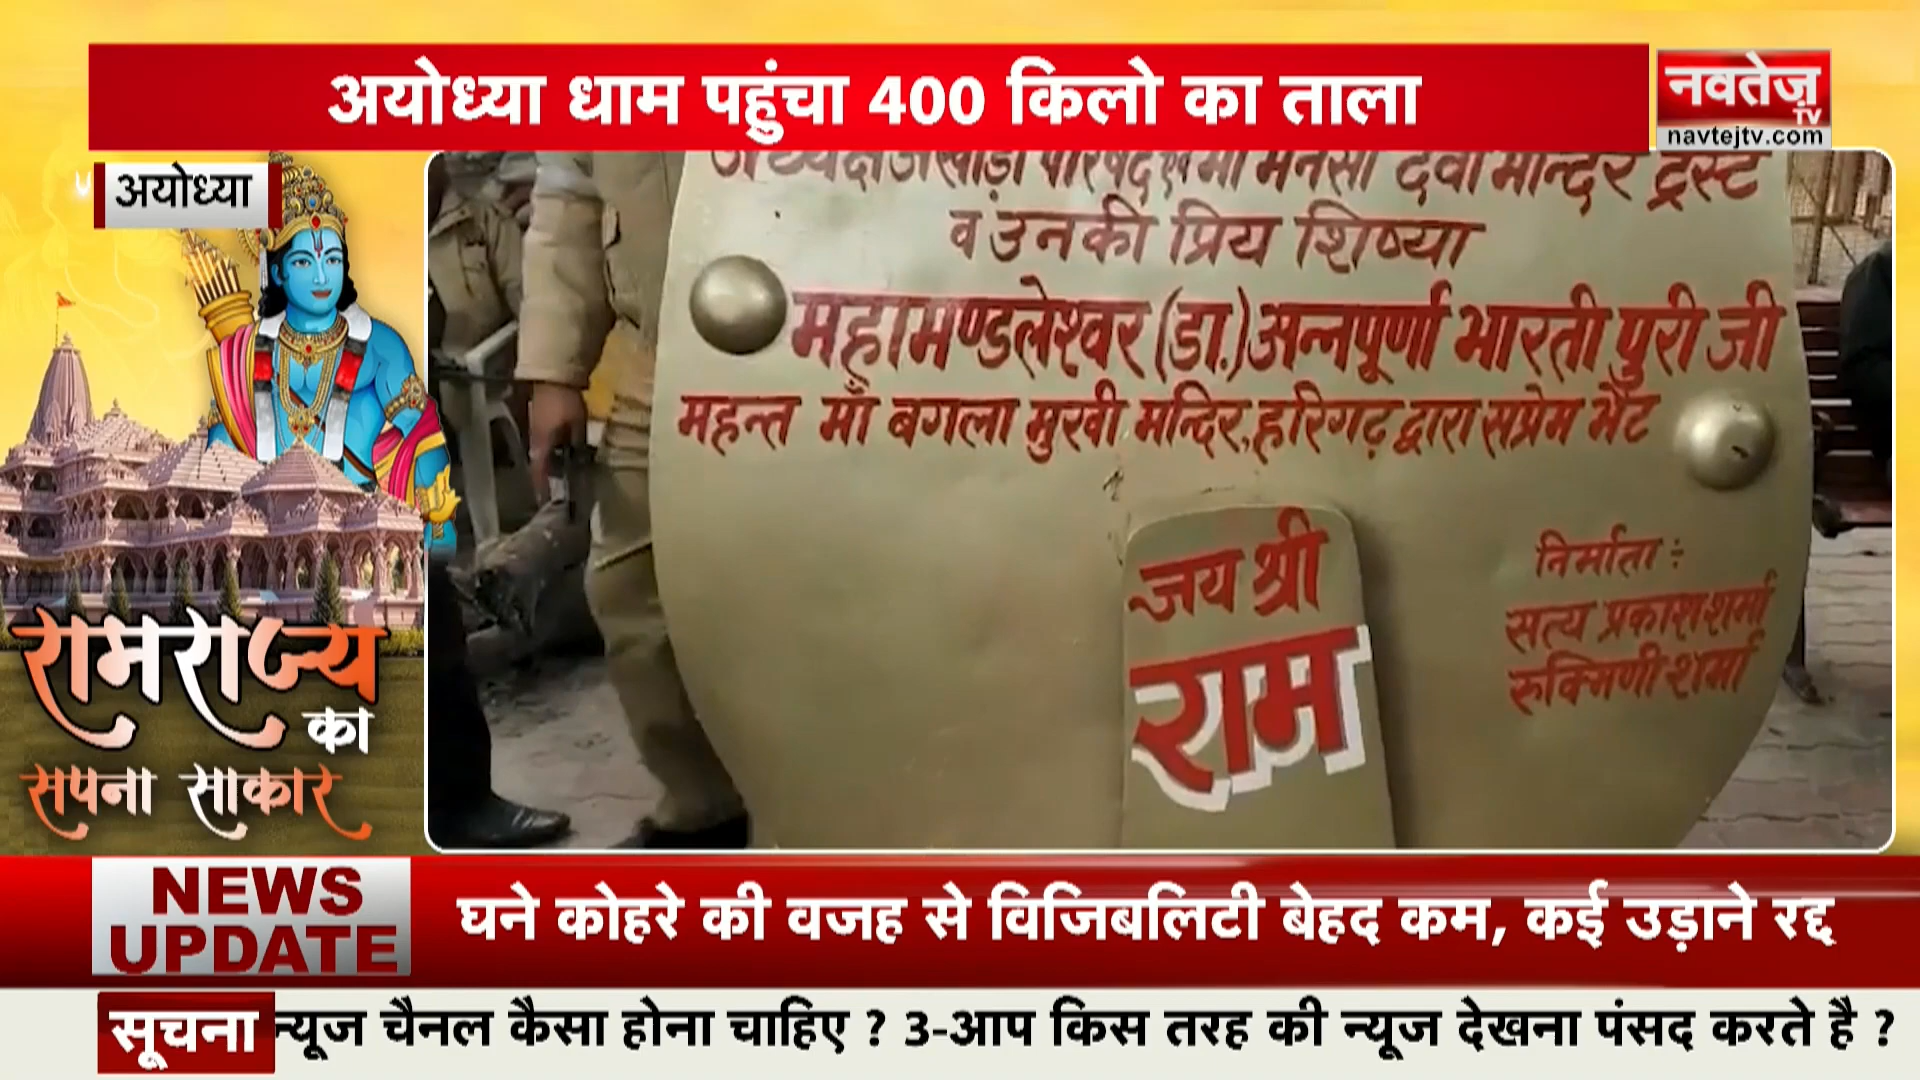 अयोध्या धाम पहुंचा 400 किलो का ताला
नवतेज़
TV
navtejtv.com
अयोध्या
मन्दिर ट्रस्ट
व उनकी प्रिय शिष्या
महामण्डलेश्वर (डा.) अन्नपूर्णा भारती पुरी जी
महन्त माँ बगला मुखी मन्दिर, हरिगढ़ द्वारा सप्रेम भेंट
जय श्री
राम
निर्माता :
सत्य प्रकाश शर्मा
रुक्मिणी शर्मा
रामराज्य
का
सपना साकार
NEWS
UPDATE
घने कोहरे की वजह से विजिबलिटी बेहद कम, कई उड़ाने रद्द
सूचना
न्यूज चैनल कैसा होना चाहिए ? 3-आप किस तरह की न्यूज देखना पंसद करते है ?